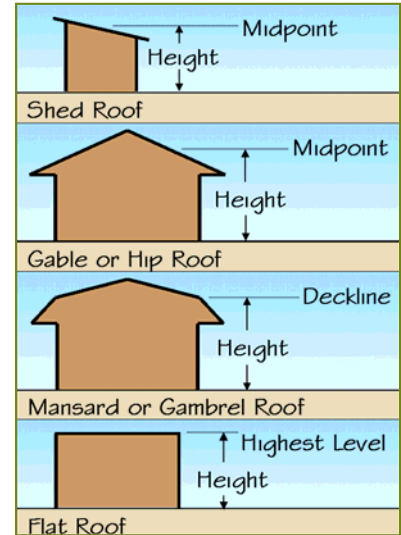 Midpoint
Height
Shed Roof
Midpoint
Height
Gable or Hip Roof
Deckline
Height
Mansard or Gambrel Roof
Highest Level
Height
Flat Roof